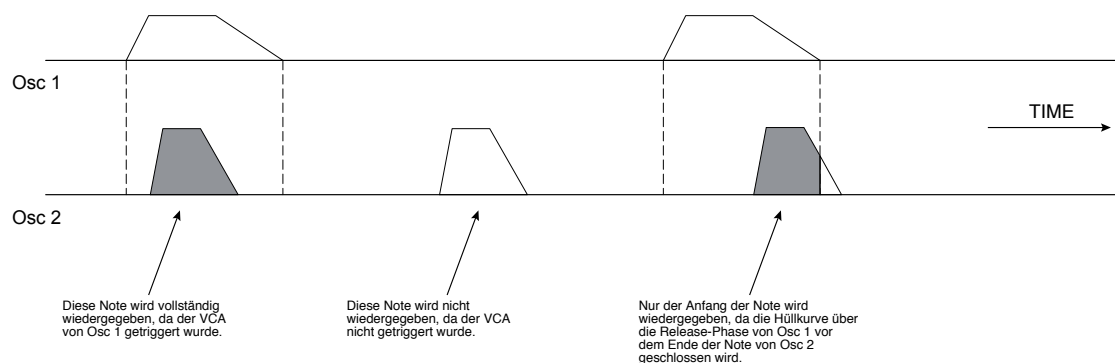 Osc 1
TIME
Osc 2
Diese Note wird vollständig
wiedergegeben, da der VCA
von Osc 1 getriggert wurde.
Diese Note wird nicht
wiedergegeben, da der VCA
nicht getriggert wurde.
Nur der Anfang der Note wird
wiedergegeben, da die Hüllkurve über
die Release-Phase von Osc 1 vor
dem Ende der Note von Osc 2
geschlossen wird.